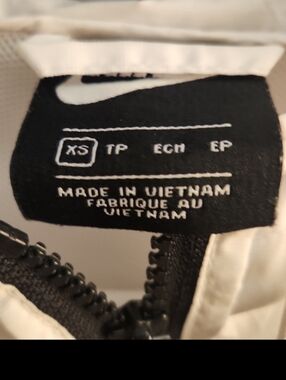 XS TP ECH EP
MADE IN VIETNAM
FABRIQUE AU
VIETNAM